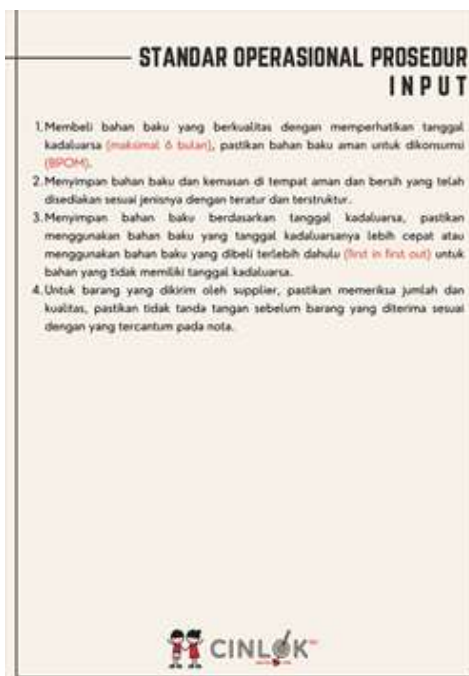 STANDAR OPERASIONAL PROSEDUR
INPUT
1. Membeli bahan baku yang berkualitas dengan memperhatikan tanggal
kadaluarsa (maksimal 6 bulan), pastikan bahan baku aman untuk dikonsumsi
(BPOM).
2. Menyimpan bahan baku dan kemasan di tempat aman dan bersih yang telah
disediakan sesuai jenisnya dengan teratur dan terstruktur.
3. Menyimpan bahan baku berdasarkan tanggal kadaluarsa, pastikan
menggunakan bahan baku yang tanggal kadaluarsanya lebih cepat atau
menggunakan bahan baku yang dibeli terlebih dahulu (first in first out) untuk
bahan yang tidak memiliki tanggal kadaluarsa.
4. Untuk barang yang dikirim oleh supplier, pastikan memeriksa jumlah dan
kualitas, pastikan tidak tanda tangan sebelum barang yang diterima sesuai
dengan yang tercantum pada nota.
CINLOK